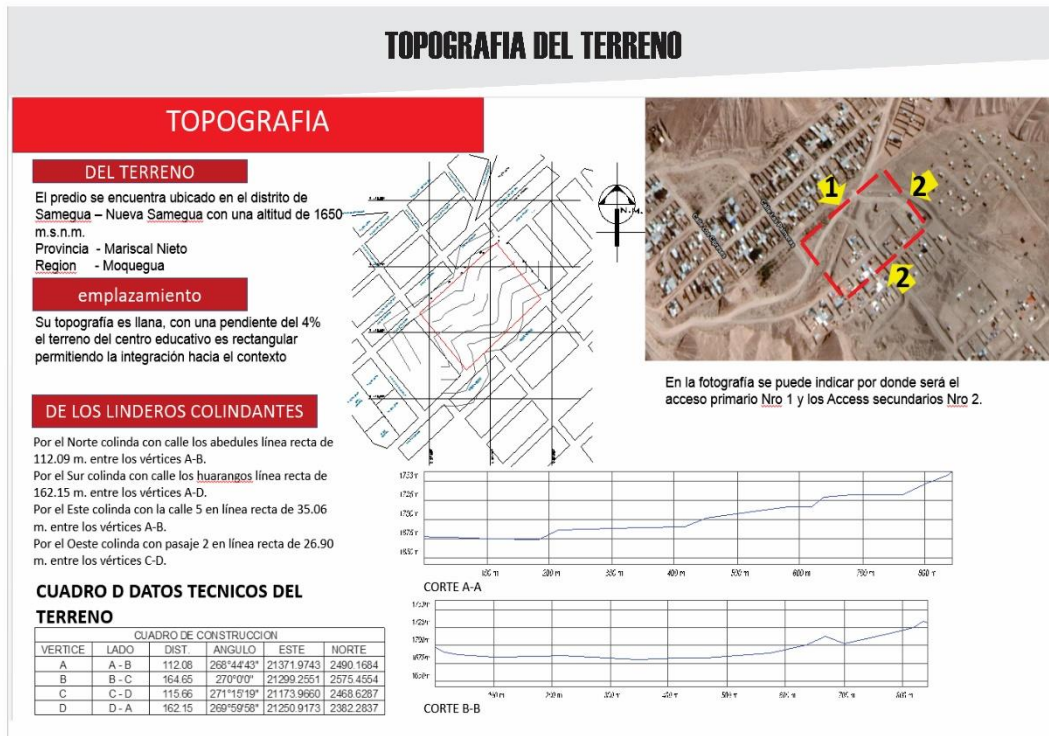 TOPOGRAFIA DEL TERRENO
TOPOGRAFIA
DEL TERRENO
El predio se encuentra ubicado en el distrito de
Samegua – Nueva Samegua con una altitud de 1650
m.s.n.m.
Provincia - Mariscal Nieto
Region - Moquegua
emplazamiento
Su topografía es llana, con una pendiente del 4%
el terreno del centro educativo es rectangular
permitiendo la integración hacia el contexto
DE LOS LINDEROS COLINDANTES
Por el Norte colinda con calle los abedules línea recta de
112.09 m. entre los vértices A-B.
Por el Sur colinda con calle los huarangos línea recta de
162.15 m. entre los vértices A-D.
Por el Este colinda con la calle 5 en línea recta de 35.06
m. entre los vértices A-B.
Por el Oeste colinda con pasaje 2 en línea recta de 26.90
m. entre los vértices C-D.
CUADRO D DATOS TECNICOS DEL
TERRENO
CUADRO DE CONSTRUCCION
VERTICE LADO DIST. ANGULO ESTE NORTE
A A - B 112.08 268°44'43" 21371.9743 2490.1684
B B - C 164.65 270°0'0" 21299.2551 2575.4554
C C - D 115.66 271°15'19" 21173.9660 2468.6287
D D - A 162.15 269°59'58" 21250.9173 2382.2837
N.M.
1
2
2
En la fotografía se puede indicar por donde será el
acceso primario Nro 1 y los Access secundarios Nro 2.
CORTE A-A
CORTE B-B